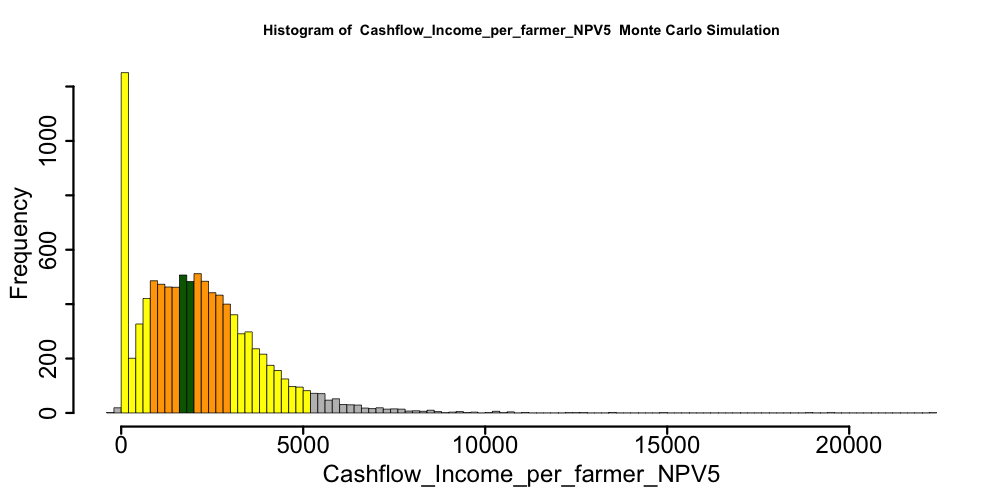 Histogram of  Cashflow_Income_per_farmer_NPV5  Monte Carlo Simulation
Frequency
1000
600
200
0
0 5000 10000 15000 20000
Cashflow_Income_per_farmer_NPV5